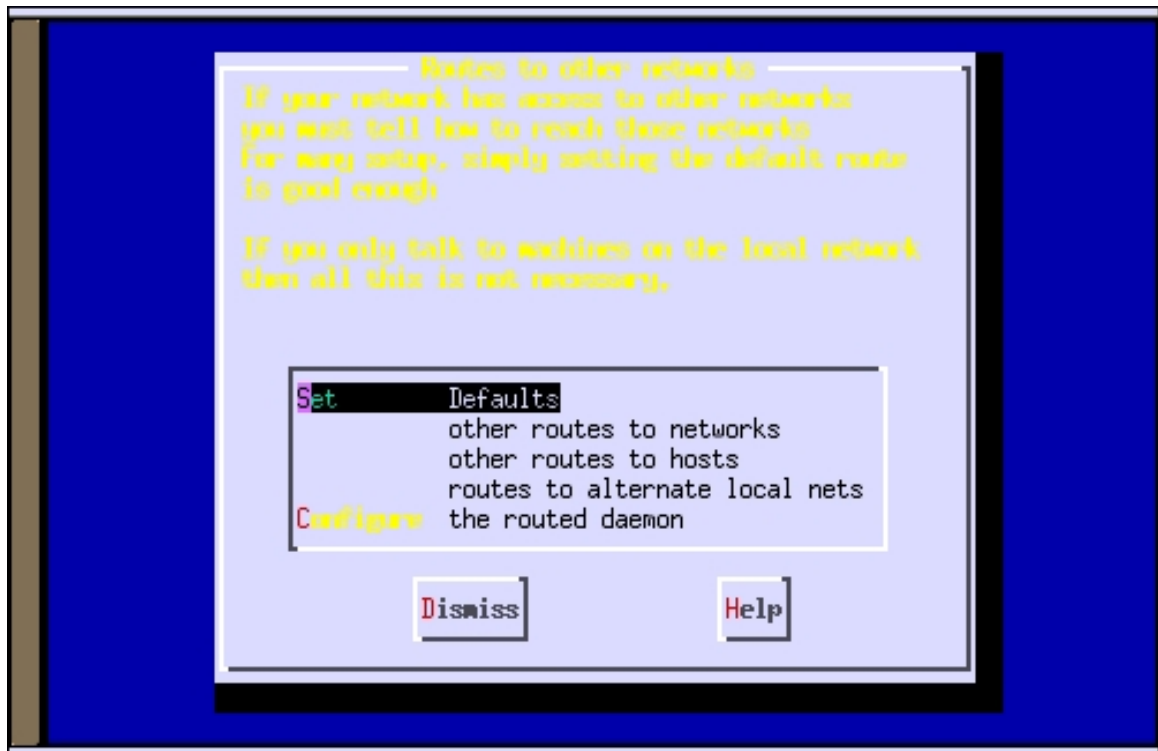 Routes to other networks
If your network has access to other networks
you must tell how to reach those networks
For many setup, simply setting the default route
is good enough
If you only talk to machines on the local network
then all this is not necessary.
Set Defaults
other routes to networks
other routes to hosts
routes to alternate local nets
Configure the routed daemon
Dismiss Help